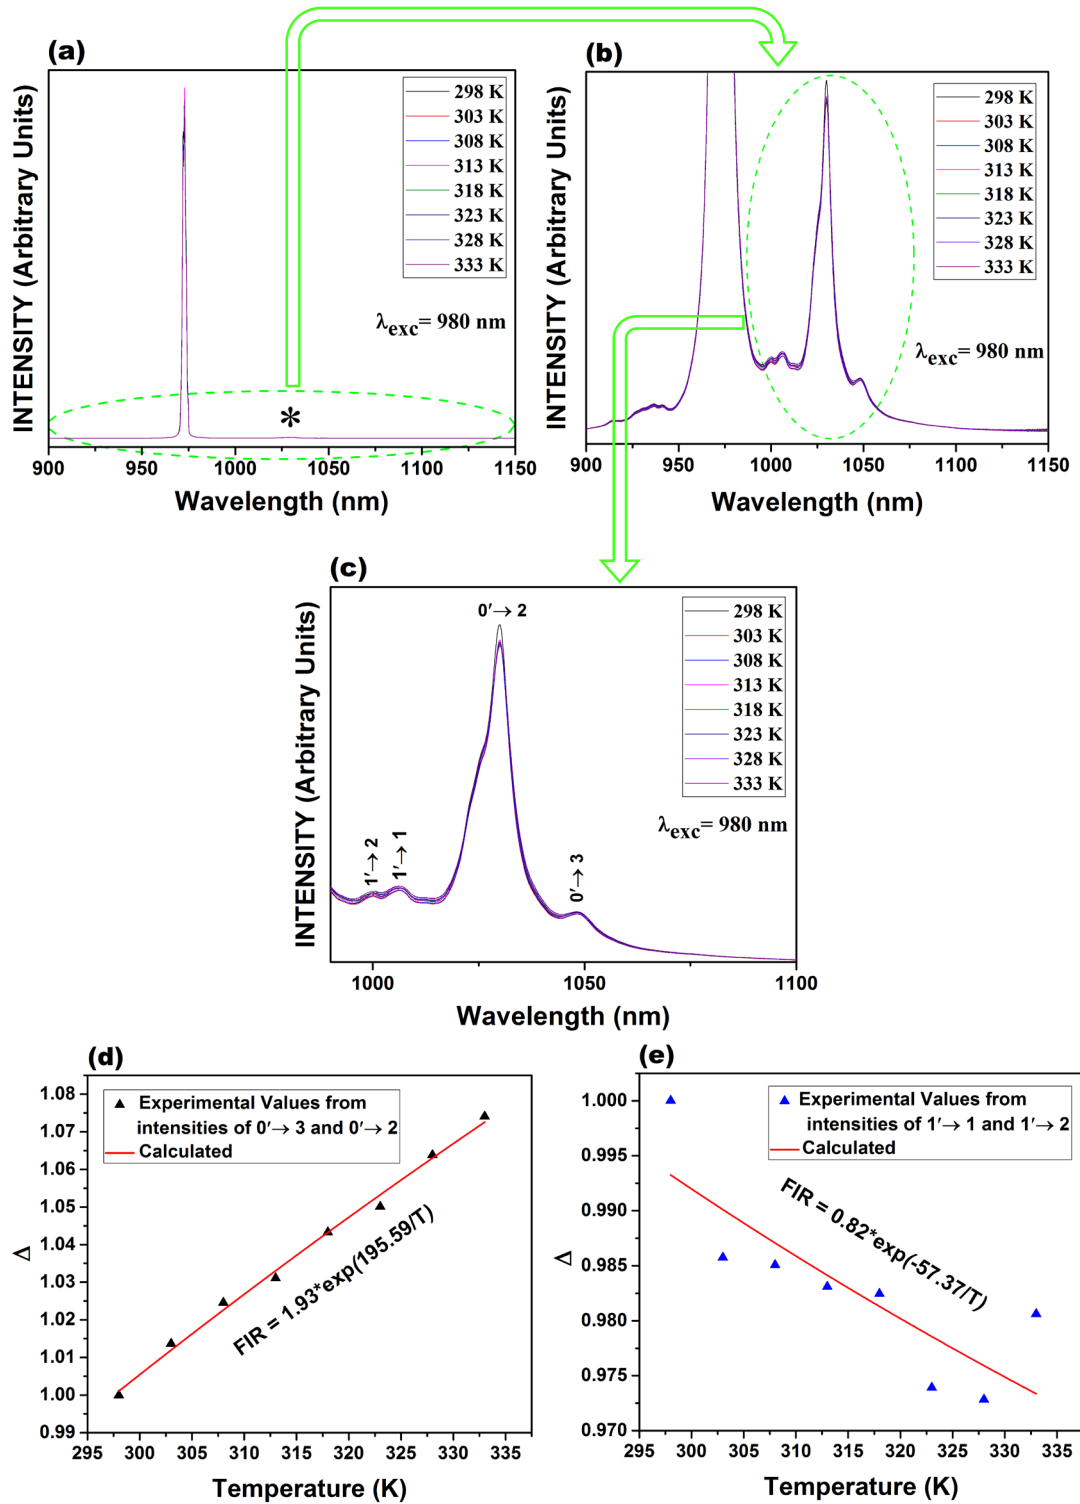 (a)
INTENSITY (Arbitrary Units)
298 K
303 K
308 K
313 K
318 K
323 K
328 K
333 K
λexc= 980 nm
*
900 950 1000 1050 1100 1150
Wavelength (nm)
(b)
INTENSITY (Arbitrary Units)
298 K
303 K
308 K
313 K
318 K
323 K
328 K
333 K
λexc= 980 nm
900 950 1000 1050 1100 1150
Wavelength (nm)
(c)
INTENSITY (Arbitrary Units)
0′→ 2
298 K
303 K
308 K
313 K
318 K
323 K
328 K
333 K
λexc= 980 nm
1′→ 2
1′→ 1
0′→ 3
1000 1050 1100
Wavelength (nm)
(d)
1.08
1.07
1.06
1.05
1.04
1.03
1.02
1.01
1.00
0.99
Δ
Experimental Values from
intensities of 0′→ 3 and 0′→ 2
Calculated
FIR = 1.93*exp(195.59/T)
295 300 305 310 315 320 325 330 335
Temperature (K)
(e)
1.000
0.995
0.990
0.985
0.980
0.975
0.970
Δ
Experimental Values from
intensities of 1′→ 1 and 1′→ 2
Calculated
FIR = 0.82*exp(-57.37/T)
295 300 305 310 315 320 325 330 335
Temperature (K)